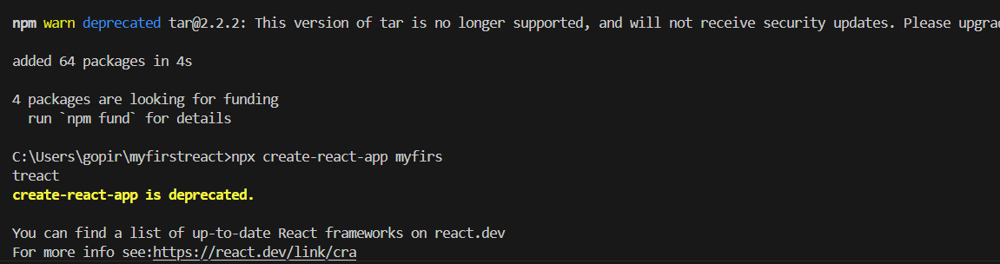 npm warn deprecated tar@2.2.2: This version of tar is no longer supported, and will not receive security updates. Please
added 64 packages in 4s
4 packages are looking for funding
run `npm fund` for details
C:\Users\gopir\myfirstreact>npx create-react-app myfirs
treact
create-react-app is deprecated.
You can find a list of up-to-date React frameworks on react.dev
For more info see:https://react.dev/link/cra